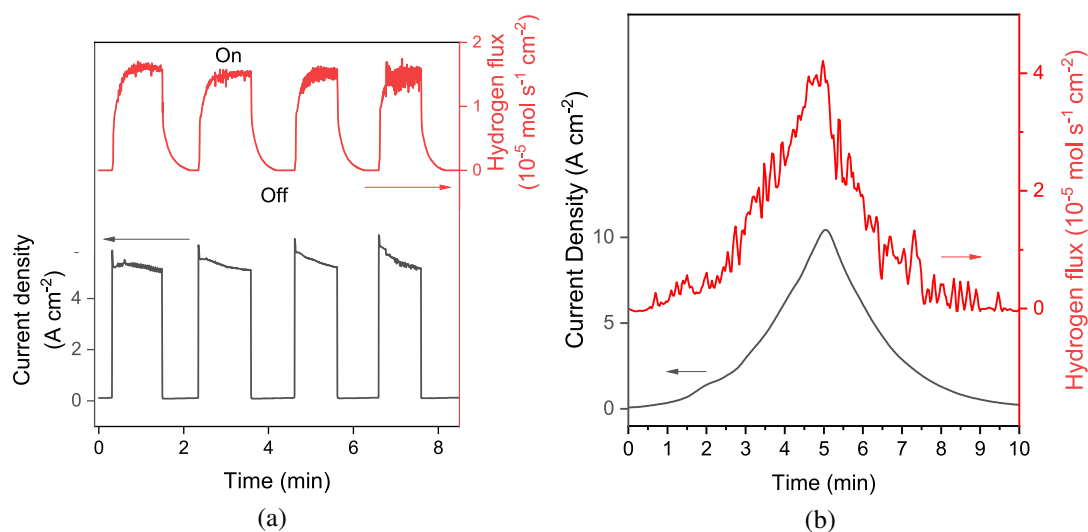 On
Off
2
1
0
Hydrogen flux
(10⁻⁵ mol s⁻¹ cm⁻²)
4
2
0
Current density
(A cm⁻²)
0
2
4
6
8
Time (min)
(a)
10
5
0
Current Density (A cm⁻²)
4
2
0
Hydrogen flux (10⁻⁵ mol s⁻¹ cm⁻²)
0
1
2
3
4
5
6
7
8
9
10
Time (min)
(b)